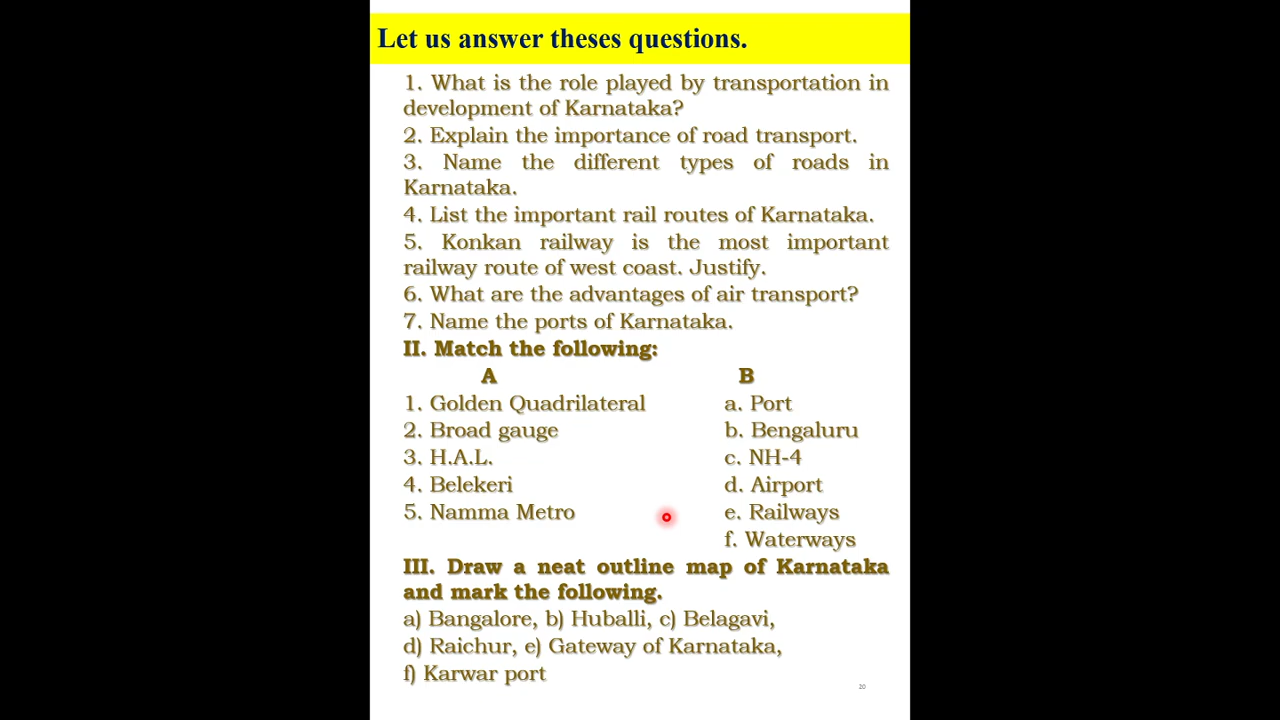 Let us answer theses questions.
1. What is the role played by transportation in
development of Karnataka?
2. Explain the importance of road transport.
3. Name the different types of roads in
Karnataka.
4. List the important rail routes of Karnataka.
5. Konkan railway is the most important
railway route of west coast. Justify.
6. What are the advantages of air transport?
7. Name the ports of Karnataka.
II. Match the following:
A B
1. Golden Quadrilateral a. Port
2. Broad gauge b. Bengaluru
3. H.A.L. c. NH-4
4. Belekeri d. Airport
5. Namma Metro e. Railways
f. Waterways
III. Draw a neat outline map of Karnataka
and mark the following.
a) Bangalore, b) Huballi, c) Belagavi,
d) Raichur, e) Gateway of Karnataka,
f) Karwar port
20